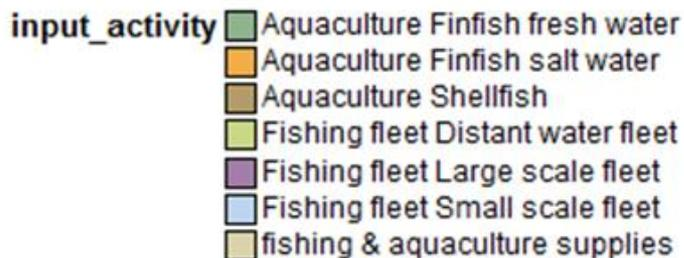 input_activity Aquaculture Finfish fresh water
Aquaculture Finfish salt water
Aquaculture Shellfish
Fishing fleet Distant water fleet
Fishing fleet Large scale fleet
Fishing fleet Small scale fleet
fishing & aquaculture supplies